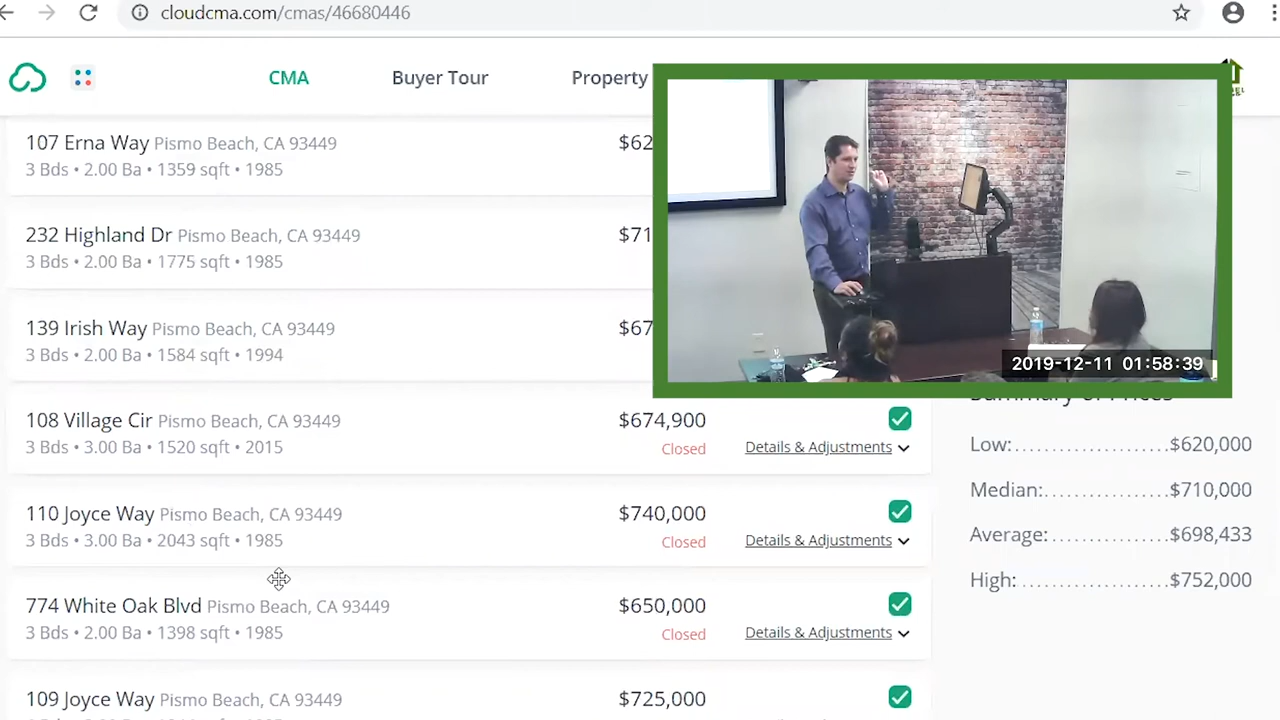 cloudcma.com/cmas/46680446
CMA
Buyer Tour
Property
107 Erna Way Pismo Beach, CA 93449
$62
3 Bds • 2.00 Ba • 1359 sqft • 1985
232 Highland Dr Pismo Beach, CA 93449
$71
3 Bds • 2.00 Ba • 1775 sqft • 1985
139 Irish Way Pismo Beach, CA 93449
$67
3 Bds • 2.00 Ba • 1584 sqft • 1994
2019-12-11 01:58:39
108 Village Cir Pismo Beach, CA 93449
$674,900
3 Bds • 3.00 Ba • 1520 sqft • 2015
Closed
Details & Adjustments
110 Joyce Way Pismo Beach, CA 93449
$740,000
3 Bds • 3.00 Ba • 2043 sqft • 1985
Closed
Details & Adjustments
774 White Oak Blvd Pismo Beach, CA 93449
$650,000
3 Bds • 2.00 Ba • 1398 sqft • 1985
Closed
Details & Adjustments
109 Joyce Way Pismo Beach, CA 93449
$725,000
Summary of Prices
Low: $620,000
Median: $710,000
Average: $698,433
High: $752,000